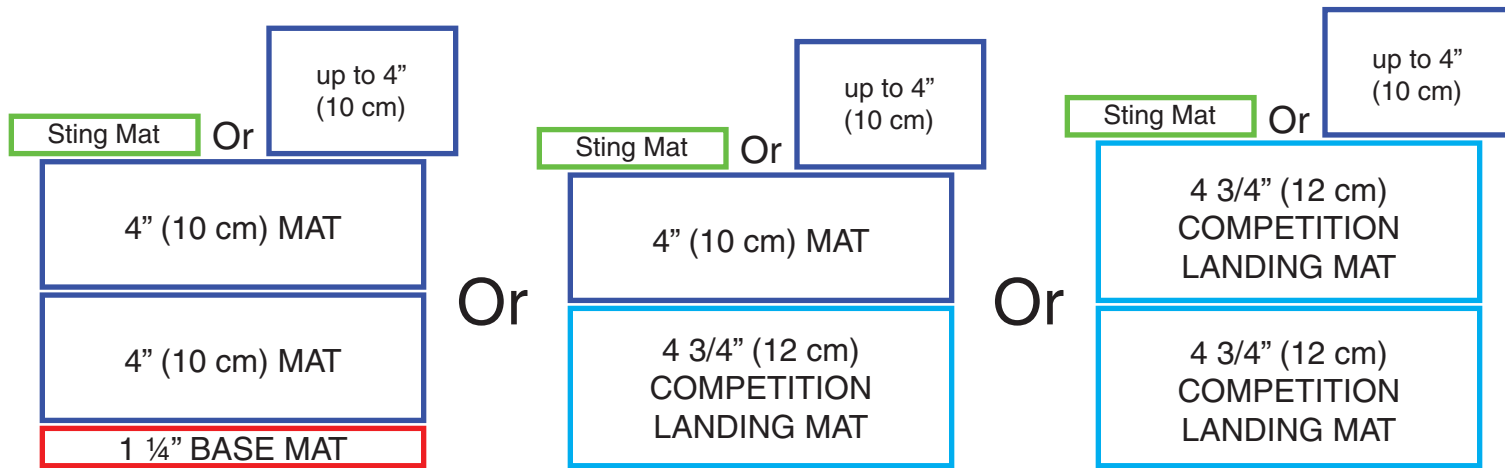 up to 4”
(10 cm)
Sting Mat
Or
4” (10 cm) MAT
4” (10 cm) MAT
1 ¼” BASE MAT
Or
up to 4”
(10 cm)
Sting Mat
Or
4” (10 cm) MAT
4 3/4” (12 cm)
COMPETITION
LANDING MAT
Or
up to 4”
(10 cm)
Sting Mat
Or
4 3/4” (12 cm)
COMPETITION
LANDING MAT
4 3/4” (12 cm)
COMPETITION
LANDING MAT